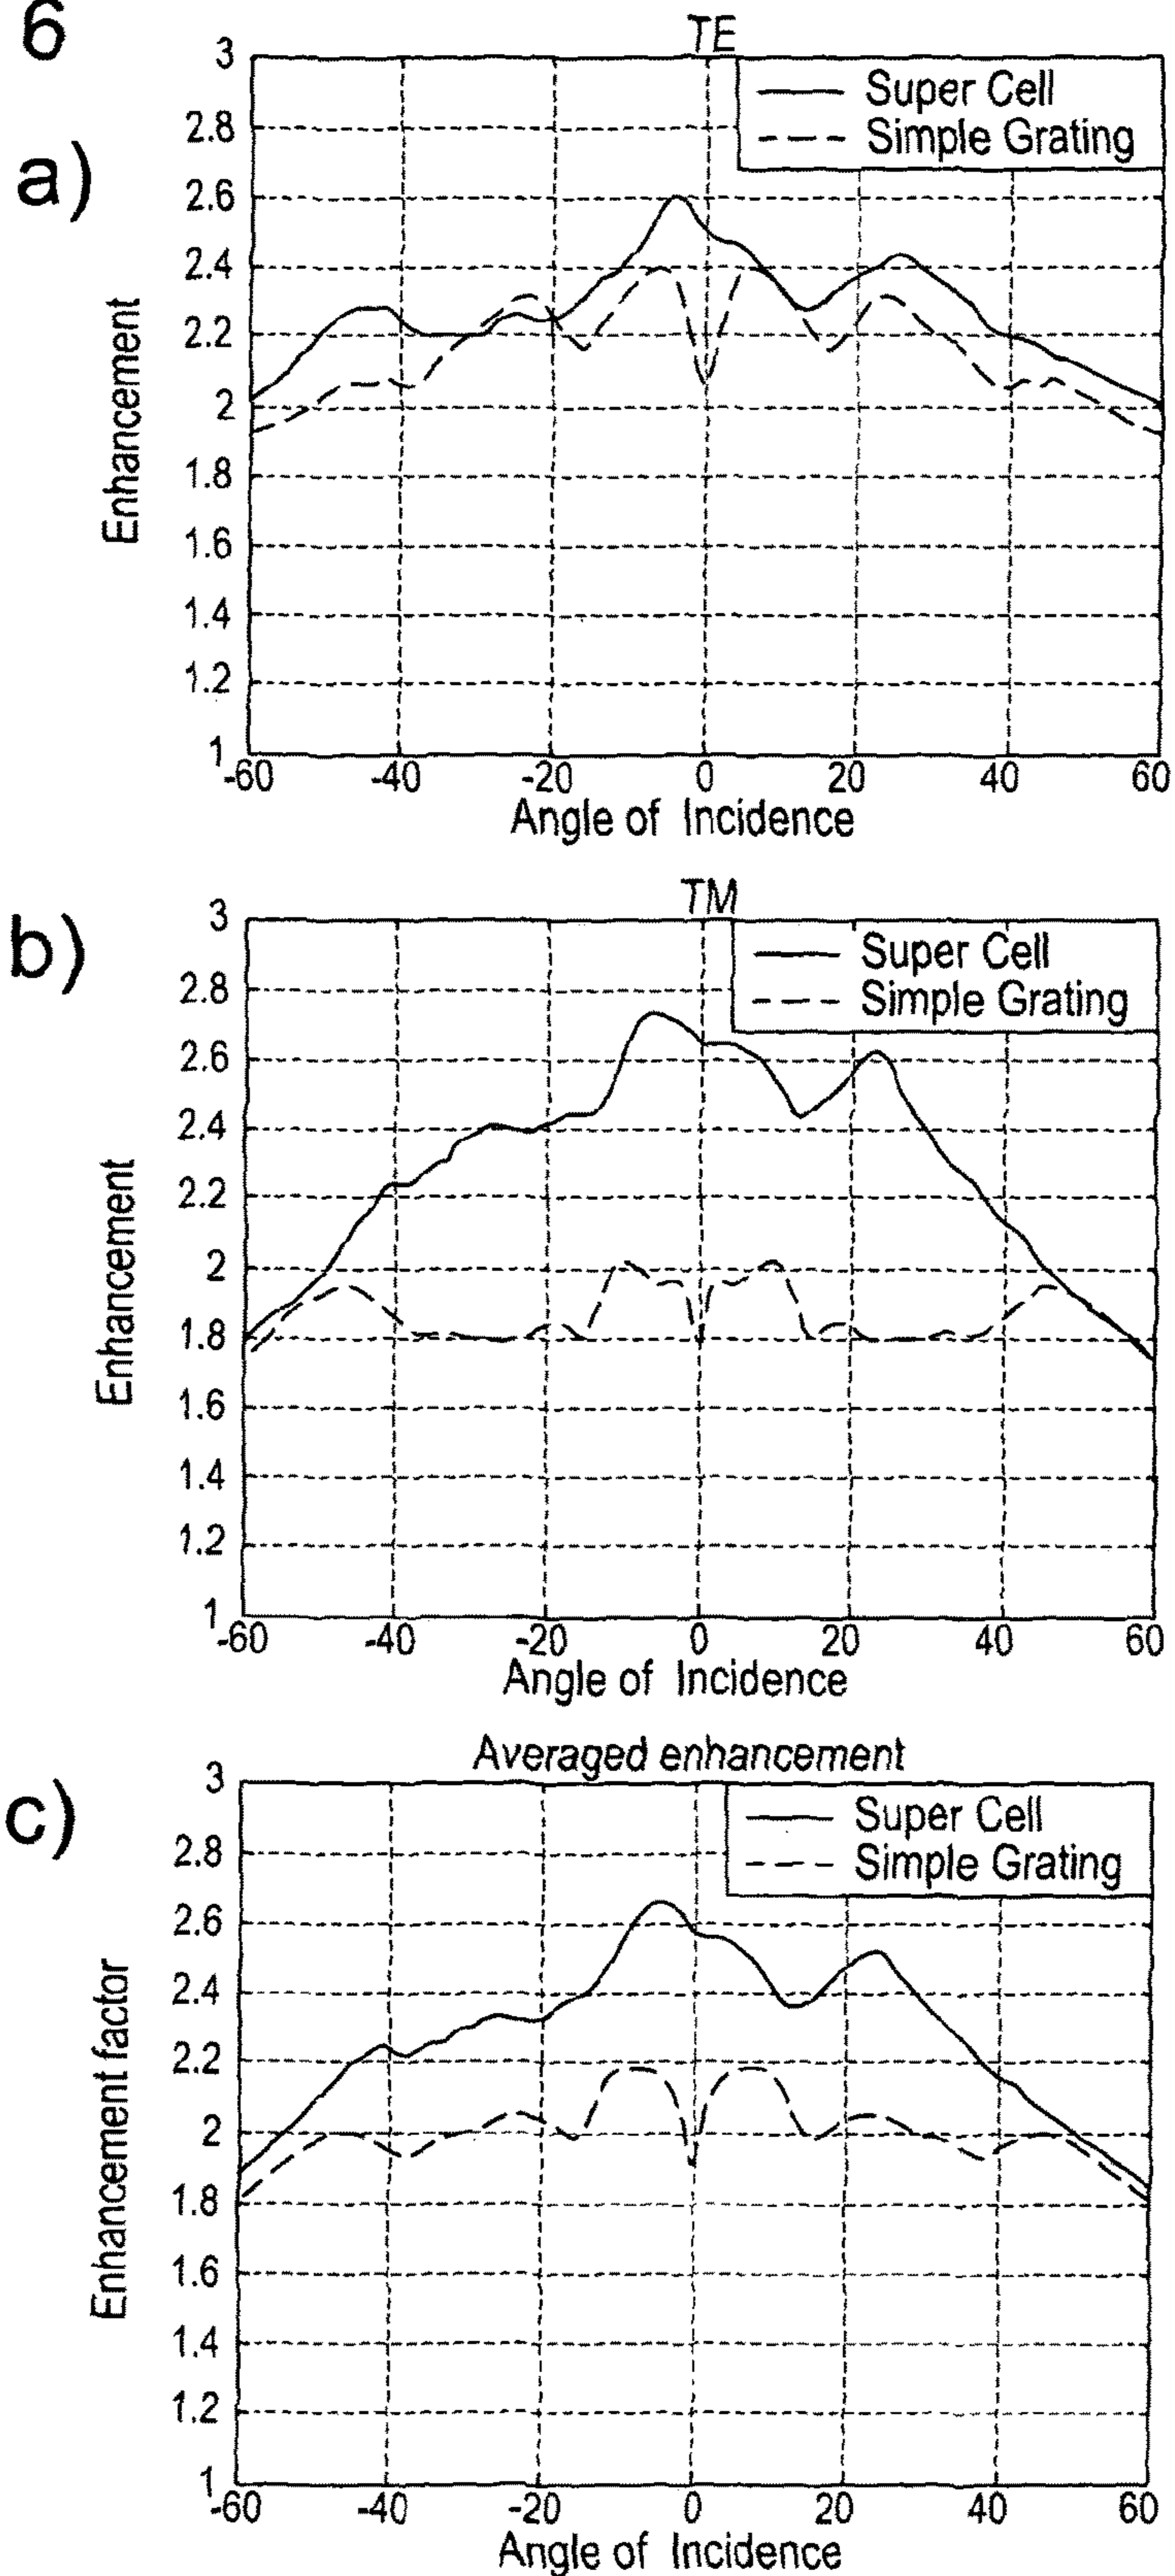 6
a)
TE
Super Cell
Simple Grating
3
2.8
2.6
2.4
2.2
2
1.8
1.6
1.4
1.2
1
Enhancement
-60 -40 -20 0 20 40 60
Angle of Incidence
b)
TM
Super Cell
Simple Grating
3
2.8
2.6
2.4
2.2
2
1.8
1.6
1.4
1.2
1
Enhancement
-60 -40 -20 0 20 40 60
Angle of Incidence
c)
Averaged enhancement
Super Cell
Simple Grating
3
2.8
2.6
2.4
2.2
2
1.8
1.6
1.4
1.2
1
Enhancement factor
-60 -40 -20 0 20 40 60
Angle of Incidence